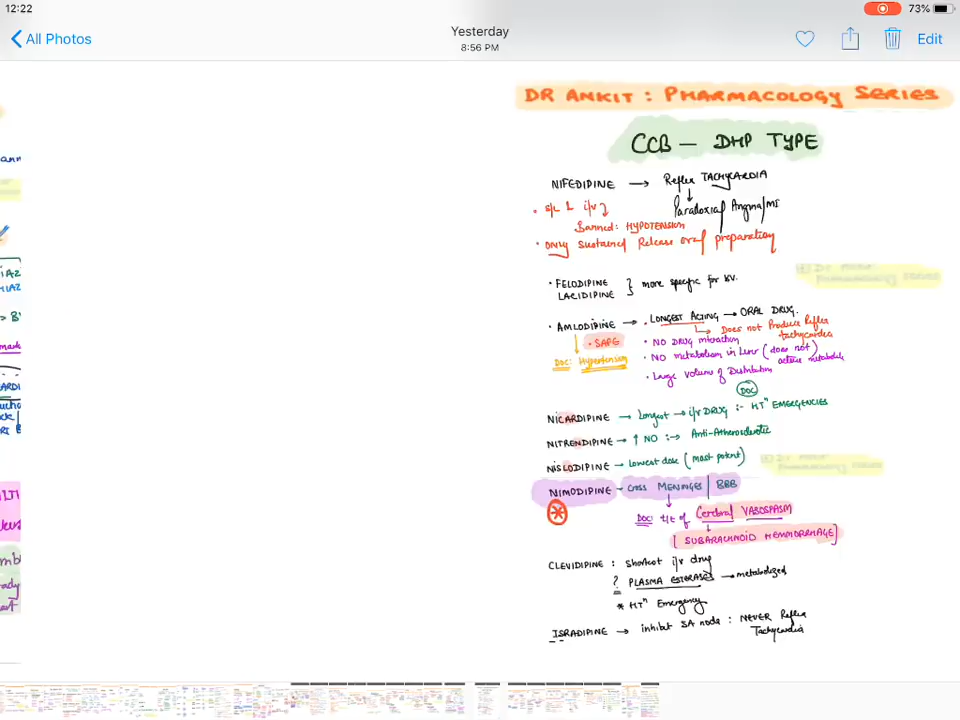 12:22
73%
All Photos
Yesterday
8:56 PM
Edit
DR ANKIT : PHARMACOLOGY SERIES
CCB — DHP TYPE
NIFEDIPINE → Reflex TACHYCARDIA
↓
• S/L & i/v Paradoxical Angina/MI
Banned: HYPOTENSION
• Only Sustained Release oral preparation
• FELODIPINE
LACIDIPINE } more specific for BV.
• AMLODIPINE → • LONGEST ACTING → ORAL DRUG.
↳ Does not Produce Reflex tachycardia
• SAFE
• NO DRUG interaction
DOC: Hypertension
• NO metabolism in Liver (does not) active metabolite
• Large volume of Distribution
DOC
NICARDIPINE → Longest → i/v DRUG :- HTⁿ EMERGENCIES
NITRENDIPINE → ↑ NO :→ Anti-Atherosclerotic
NISLODIPINE → Lowest dose (most potent)
NIMODIPINE - cross MENINGES | BBB
↓
DOC: t/t of Cerebral VASOSPASM
↓
[SUBARACHNOID HEMORRHAGE]
CLEVIDIPINE : shortest i/v drug
? PLASMA ESTERASES → metabolized
* HTⁿ Emergency
ISRADIPINE → inhibit SA node : NEVER Reflex
Tachycardia